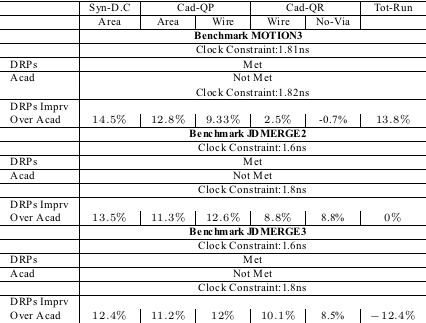 Syn-D.C Cad-QP Cad-QR Tot-Run
Area Area Wire Wire No-Via
Benchmark MOTION3
Clock Constraint:1.81ns
DRPs Met
Acad Not Met
Clock Constraint:1.82ns
DRPs Imprv
Over Acad 14.5% 12.8% 9.33% 2.5% -0.7% 13.8%
Benchmark JDMERGE2
Clock Constraint:1.6ns
DRPs Met
Acad Not Met
Clock Constraint:1.8ns
DRPs Imprv
Over Acad 13.5% 11.3% 12.6% 8.8% 8.8% 0%
Benchmark JDMERGE3
Clock Constraint:1.6ns
DRPs Met
Acad Not Met
Clock Constraint:1.8ns
DRPs Imprv
Over Acad 12.4% 11.2% 12% 10.1% 8.5% −12.4%